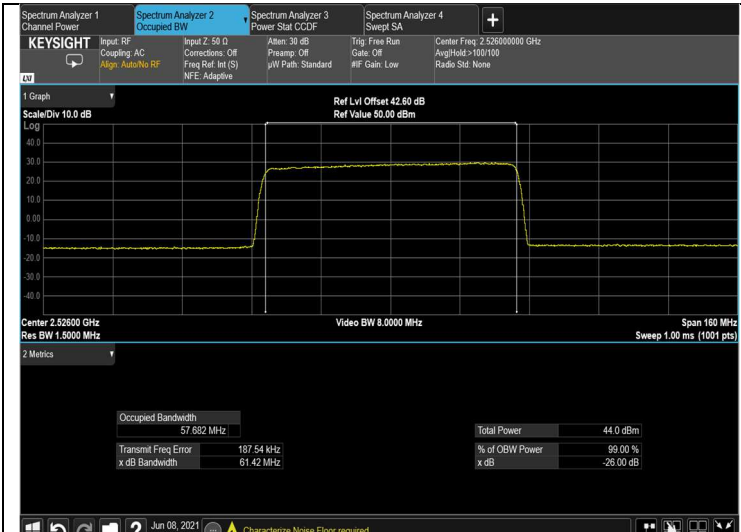 Spectrum Analyzer 1
Channel Power
Spectrum Analyzer 2
Occupied BW
Spectrum Analyzer 3
Power Stat CCDF
Spectrum Analyzer 4
Swept SA
KEYSIGHT
LXI
Input: RF
Coupling: AC
Align: Auto/No RF
Input Z: 50 Ω
Corrections: Off
Freq Ref: Int (S)
NFE: Adaptive
Atten: 30 dB
Preamp: Off
µW Path: Standard
Trig: Free Run
Gate: Off
#IF Gain: Low
Center Freq: 2.526000000 GHz
Avg|Hold:>100/100
Radio Std: None
1 Graph
Scale/Div 10.0 dB
Ref Lvl Offset 42.60 dB
Ref Value 50.00 dBm
Log
40.0
30.0
20.0
10.0
0.00
-10.0
-20.0
-30.0
-40.0
Center 2.52600 GHz
Res BW 1.5000 MHz
Video BW 8.0000 MHz
Span 160 MHz
Sweep 1.00 ms (1001 pts)
2 Metrics
Occupied Bandwidth
57.682 MHz
Transmit Freq Error 187.54 kHz
x dB Bandwidth 61.42 MHz
Total Power 44.0 dBm
% of OBW Power 99.00 %
x dB -26.00 dB
Jun 08, 2021
Characterize Noise Floor required